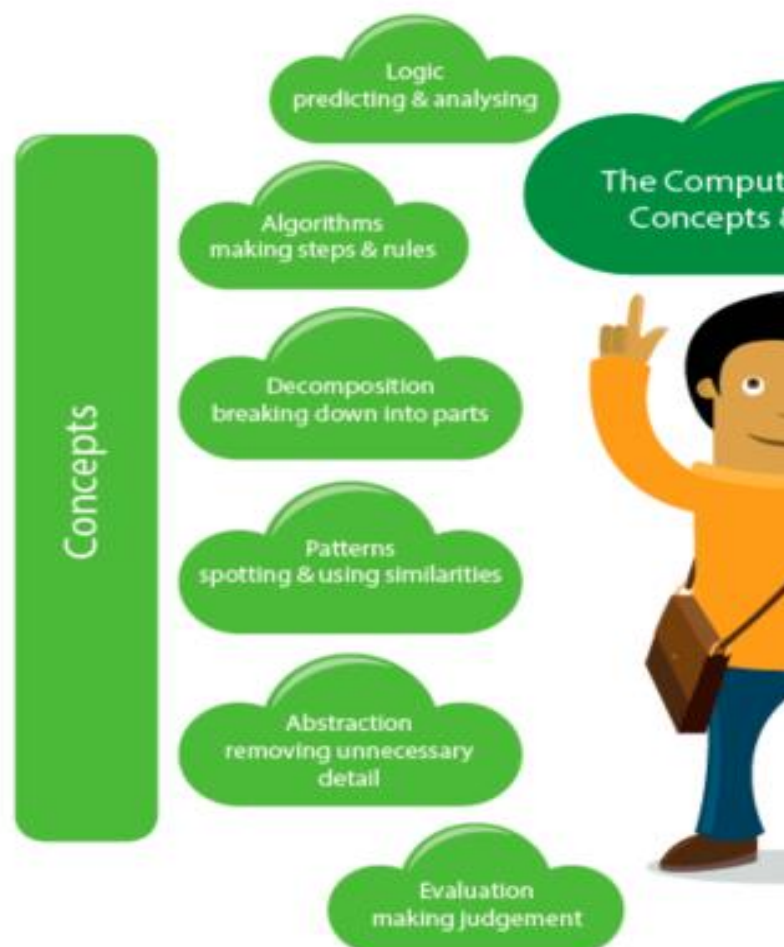 Logic
predicting & analysing
The Comput
Concepts &
Algorithms
making steps & rules
Decomposition
breaking down into parts
Concepts
Patterns
spotting & using similarities
Abstraction
removing unnecessary
detail
Evaluation
making judgement